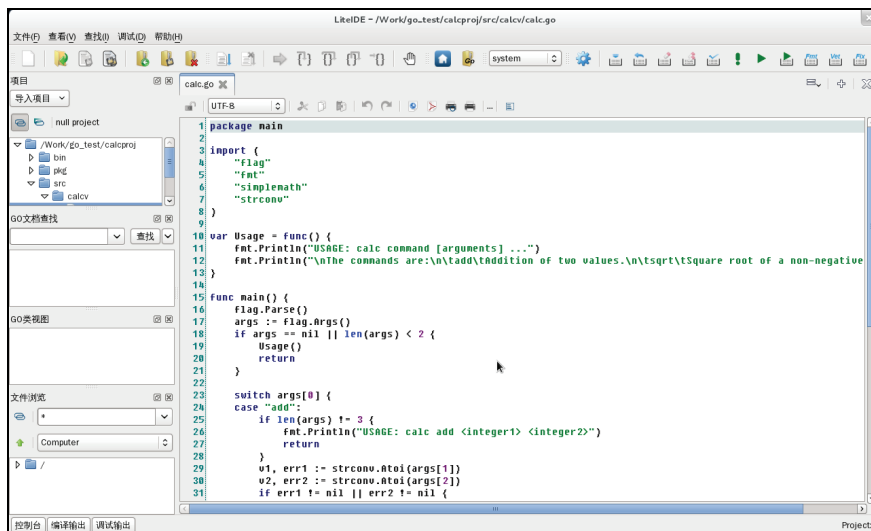 LiteIDE - /Work/go_test/calcproj/src/calcv/calc.go
文件(F) 查看(V) 查找(I) 调试(D) 帮助(H)
Go system Fmt Vet Fix
项目
calc.go
导入项目
UTF-8
null project
/Work/go_test/calcproj
bin
pkg
src
calcv
GO文档查找
查找
GO类视图
文件浏览
*
Computer
/
1 package main
2
3 import (
4 "flag"
5 "fmt"
6 "simplemath"
7 "strconv"
8 )
9
10 var Usage = func() {
11 fmt.Println("USAGE: calc command [arguments] ...")
12 fmt.Println("\nThe commands are:\n\tadd\tAddition of two values.\n\tsqrt\tSquare root of a non-negative
13 }
14
15 func main() {
16 flag.Parse()
17 args := flag.Args()
18 if args == nil || len(args) < 2 {
19 Usage()
20 return
21 }
22
23 switch args[0] {
24 case "add":
25 if len(args) != 3 {
26 fmt.Println("USAGE: calc add <integer1> <integer2>")
27 return
28 }
29 v1, err1 := strconv.Atoi(args[1])
30 v2, err2 := strconv.Atoi(args[2])
31 if err1 != nil || err2 != nil {
控制台 编译输出 调试输出 Project: